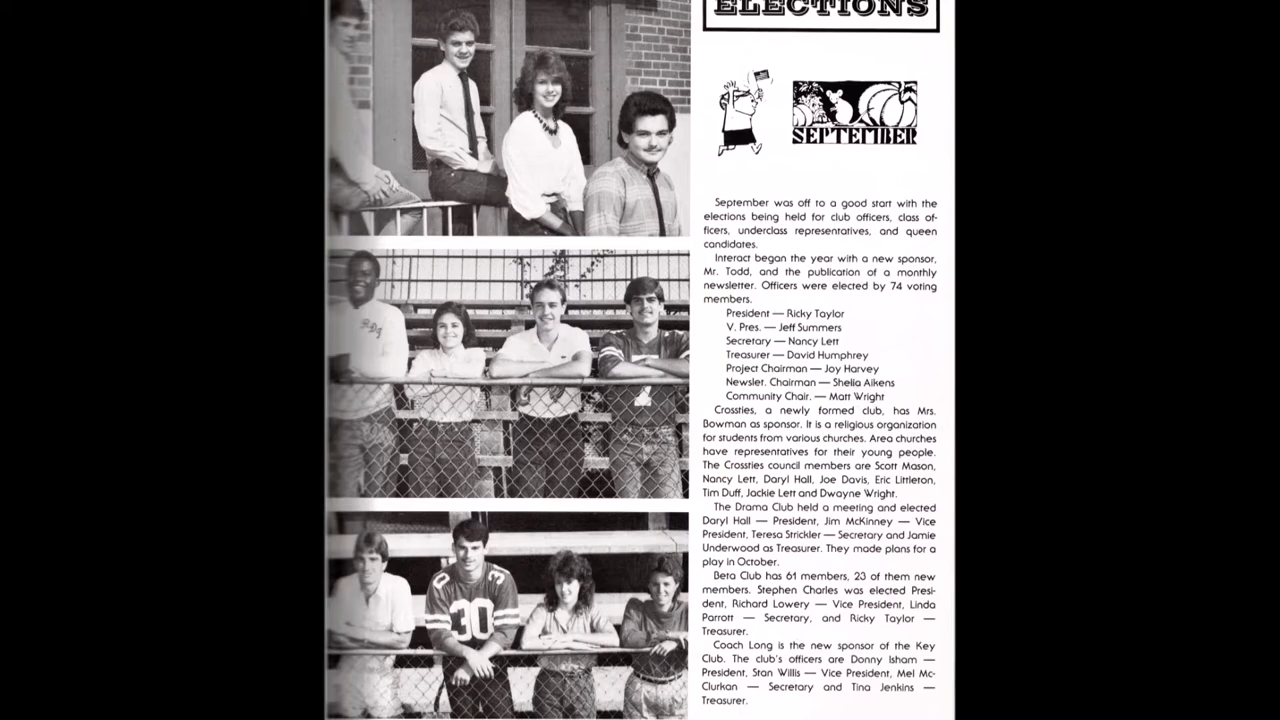 ELECTIONS
SEPTEMBER
September was off to a good start with the
elections being held for club officers, class of-
ficers, underclass representatives, and queen
candidates.
Interact began the year with a new sponsor,
Mr. Todd, and the publication of a monthly
newsletter. Officers were elected by 74 voting
members.
President — Ricky Taylor
V. Pres. — Jeff Summers
Secretary — Nancy Lett
Treasurer — David Humphrey
Project Chairman — Joy Harvey
Newslet. Chairman — Shelia Aikens
Community Chair. — Matt Wright
Crossties, a newly formed club, has Mrs.
Bowman as sponsor. It is a religious organization
for students from various churches. Area churches
have representatives for their young people.
The Crossties council members are Scott Mason,
Nancy Lett, Daryl Hall, Joe Davis, Eric Littleton,
Tim Duff, Jackie Lett and Dwayne Wright.
The Drama Club held a meeting and elected
Daryl Hall — President, Jim McKinney — Vice
President, Teresa Strickler — Secretary and Jamie
Underwood as Treasurer. They made plans for a
play in October.
Beta Club has 61 members, 23 of them new
members. Stephen Charles was elected Presi-
dent, Richard Lowery — Vice President, Linda
Parrott — Secretary, and Ricky Taylor —
Treasurer.
Coach Long is the new sponsor of the Key
Club. The club's officers are Donny Isham —
President, Stan Willis — Vice President, Mel Mc-
Clurkan — Secretary and Tina Jenkins —
Treasurer.
30